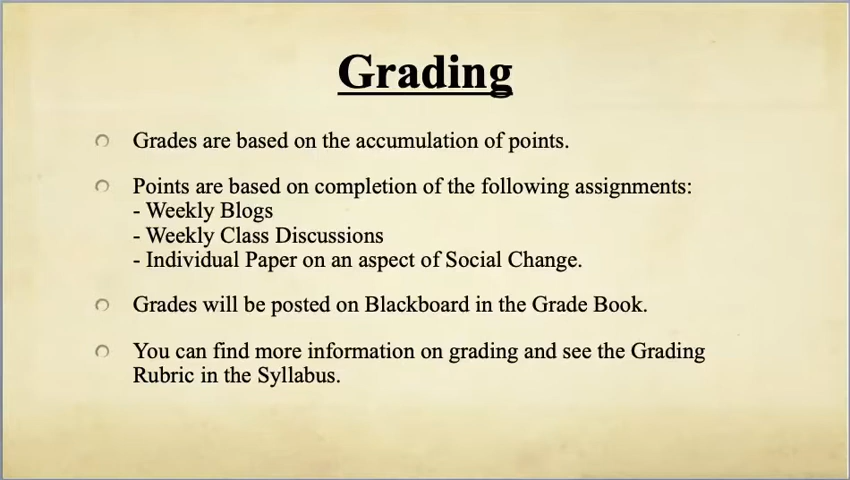 Grading
Grades are based on the accumulation of points.
Points are based on completion of the following assignments:
- Weekly Blogs
- Weekly Class Discussions
- Individual Paper on an aspect of Social Change.
Grades will be posted on Blackboard in the Grade Book.
You can find more information on grading and see the Grading
Rubric in the Syllabus.